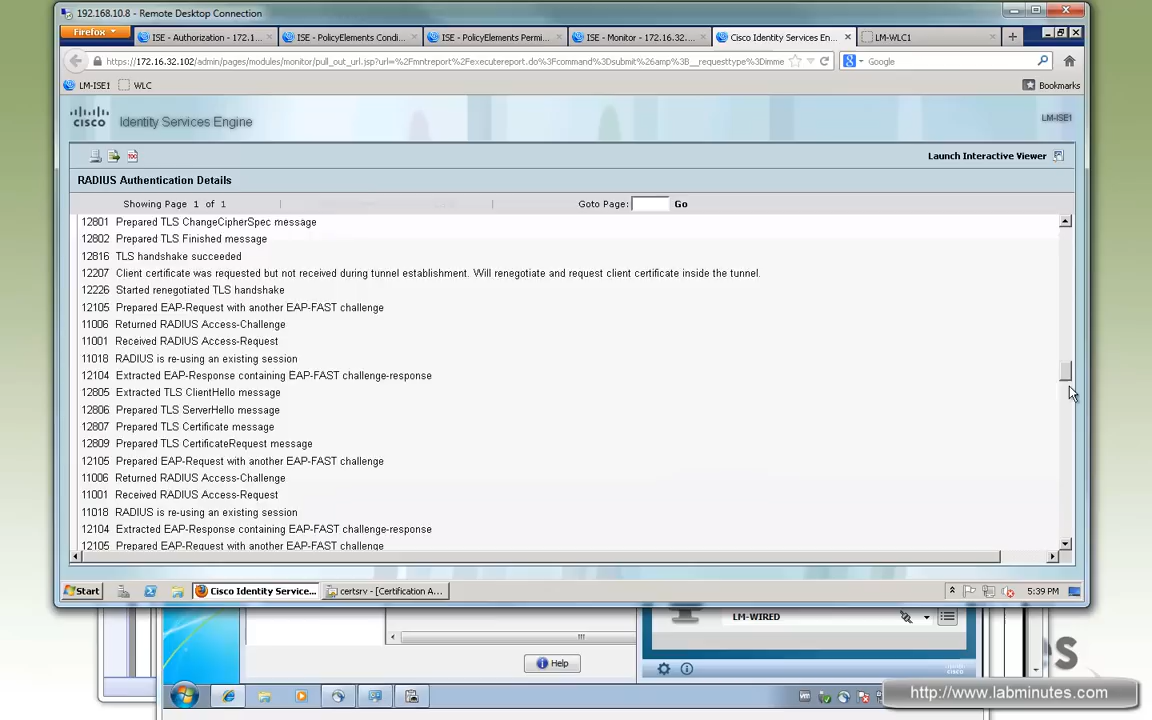 192.168.10.8 - Remote Desktop Connection
Firefox
ISE - Authorization - 172.1...
ISE - PolicyElements Condi...
ISE - PolicyElements Permi...
ISE - Monitor - 172.16.32....
Cisco Identity Services En...
LM-WLC1
https://172.16.32.102/admin/pages/modules/monitor/pull_out_url.jsp?url=%2Fmntreport%2Fexecutereport.do%3Fcommand%3Dsubmit%26amp%3B__requesttype%3Dimme
Google
LM-ISE1
WLC
Bookmarks
CISCO
Identity Services Engine
LM-ISE1
Launch Interactive Viewer
RADIUS Authentication Details
Showing Page 1 of 1
Goto Page:
Go
12801 Prepared TLS ChangeCipherSpec message
12802 Prepared TLS Finished message
12816 TLS handshake succeeded
12207 Client certificate was requested but not received during tunnel establishment. Will renegotiate and request client certificate inside the tunnel.
12226 Started renegotiated TLS handshake
12105 Prepared EAP-Request with another EAP-FAST challenge
11006 Returned RADIUS Access-Challenge
11001 Received RADIUS Access-Request
11018 RADIUS is re-using an existing session
12104 Extracted EAP-Response containing EAP-FAST challenge-response
12805 Extracted TLS ClientHello message
12806 Prepared TLS ServerHello message
12807 Prepared TLS Certificate message
12809 Prepared TLS CertificateRequest message
12105 Prepared EAP-Request with another EAP-FAST challenge
11006 Returned RADIUS Access-Challenge
11001 Received RADIUS Access-Request
11018 RADIUS is re-using an existing session
12104 Extracted EAP-Response containing EAP-FAST challenge-response
12105 Prepared EAP-Request with another EAP-FAST challenge
Start
Cisco Identity Service...
certsrv - [Certification A...
5:39 PM
LM-WIRED
Help
http://www.labminutes.com